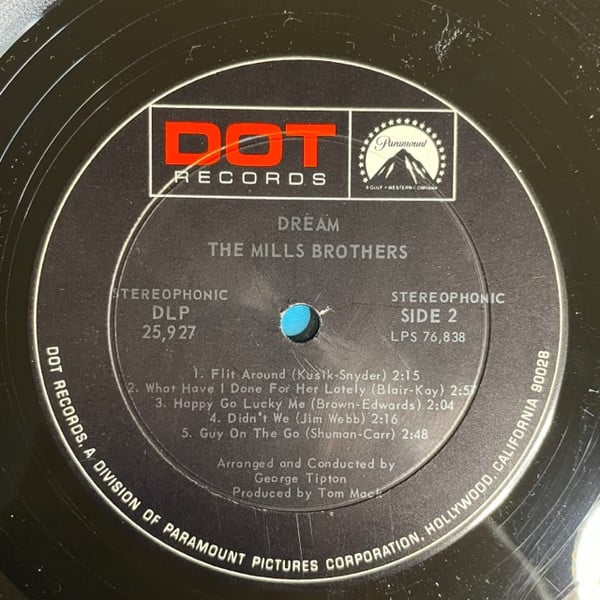 DOT
RECORDS
Paramount
A GULF + WESTERN COMPANY
DREAM
THE MILLS BROTHERS
STEREOPHONIC
DLP
25,927
STEREOPHONIC
SIDE 2
LPS 76,838
1. Flit Around (Kusik-Snyder) 2:15
2. What Have I Done For Her Lately (Blair-Kay) 2:57
3. Happy Go Lucky Me (Brown-Edwards) 2:04
4. Didn't We (Jim Webb) 2:16
5. Guy On The Go (Shuman-Carr) 2:48
Arranged and Conducted by
George Tipton
Produced by Tom Mack
DOT RECORDS, A DIVISION OF PARAMOUNT PICTURES CORPORATION, HOLLYWOOD, CALIFORNIA 90028